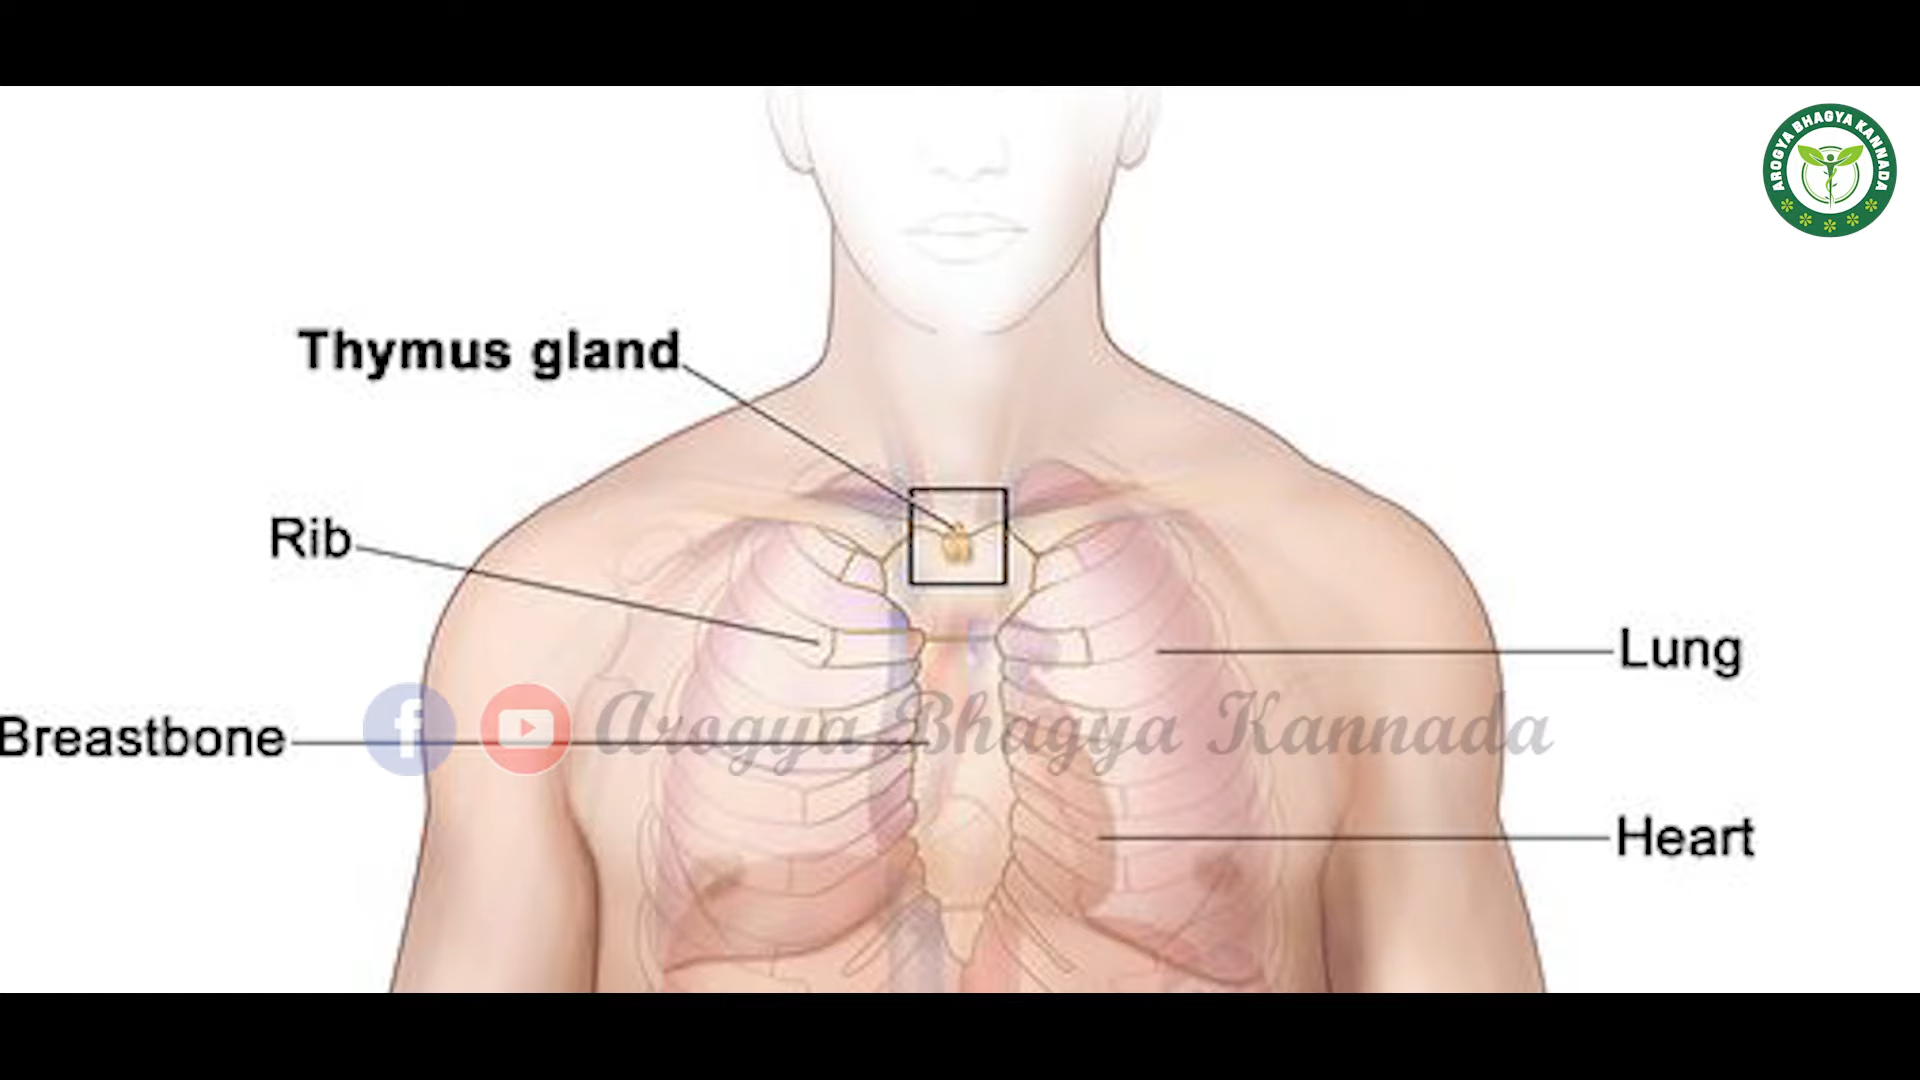 AROGYA BHAGYA KANNADA
Thymus gland
Rib
Lung
Breastbone
Arogya Bhagya Kannada
Heart